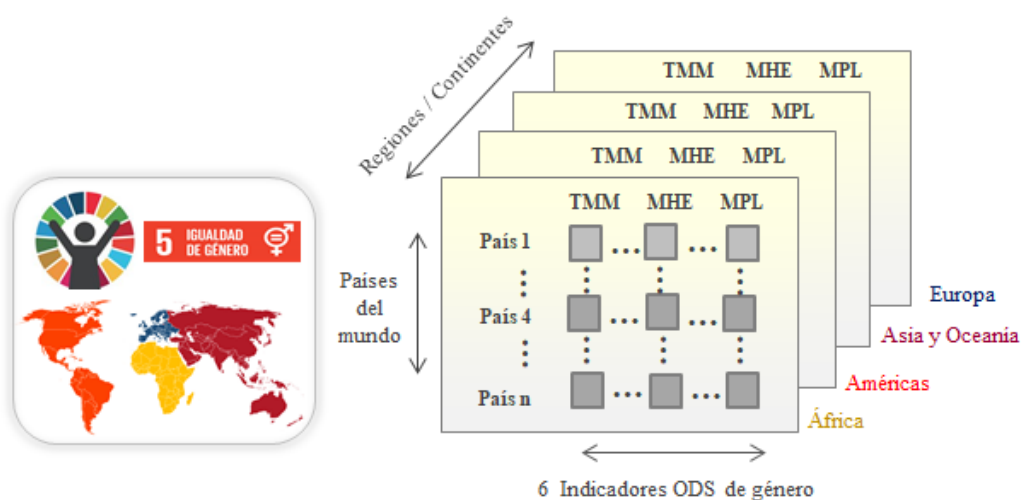 5 IGUALDAD
DE GÉNERO
Regiones / Continentes
Países
del
mundo
TMM MHE MPL
TMM MHE MPL
TMM MHE MPL
TMM MHE MPL
País 1
País 4
País n
Europa
Asia y Oceanía
Américas
África
6 Indicadores ODS de género